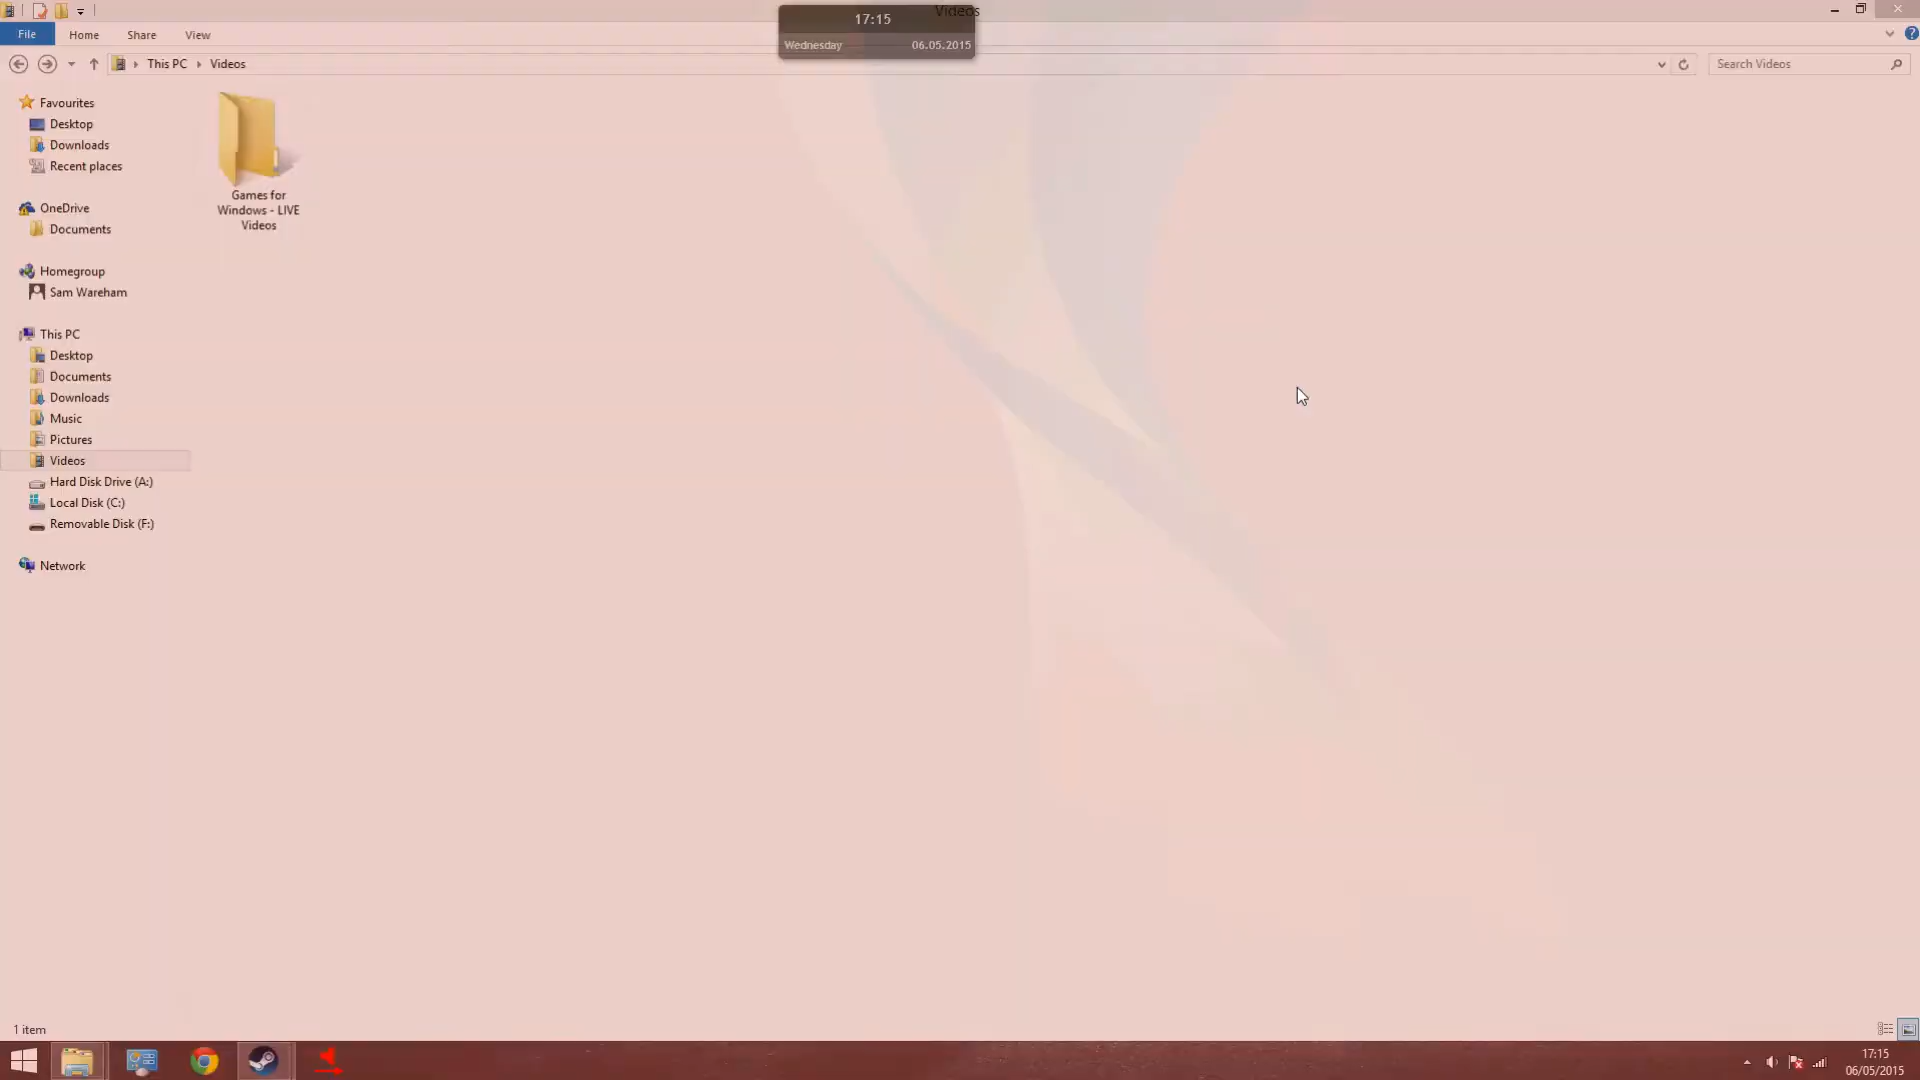 17:15
Videos
Wednesday 06.05.2015
File Home Share View
This PC Videos
Search Videos
Favourites
Desktop
Downloads
Recent places
OneDrive
Documents
Homegroup
Sam Wareham
This PC
Desktop
Documents
Downloads
Music
Pictures
Videos
Hard Disk Drive (A:)
Local Disk (C:)
Removable Disk (F:)
Network
Games for
Windows - LIVE
Videos
1 item
17:15
06/05/2015